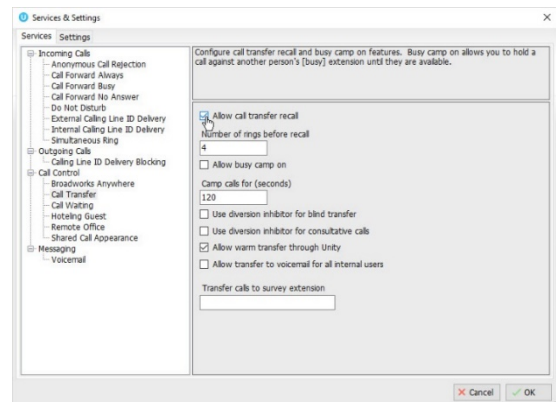 Services & Settings
Services Settings
Incoming Calls
Anonymous Call Rejection
Call Forward Always
Call Forward Busy
Call Forward No Answer
Do Not Disturb
External Calling Line ID Delivery
Internal Calling Line ID Delivery
Simultaneous Ring
Outgoing Calls
Calling Line ID Delivery Blocking
Call Control
Broadworks Anywhere
Call Transfer
Call Waiting
Hoteling Guest
Remote Office
Shared Call Appearance
Messaging
Voicemail
Configure call transfer recall and busy camp on features. Busy camp on allows you to hold a
call against another person's [busy] extension until they are available.
Allow call transfer recall
Number of rings before recall
4
Allow busy camp on
Camp calls for (seconds)
120
Use diversion inhibitor for blind transfer
Use diversion inhibitor for consultative calls
Allow warm transfer through Unity
Allow transfer to voicemail for all internal users
Transfer calls to survey extension
Cancel OK